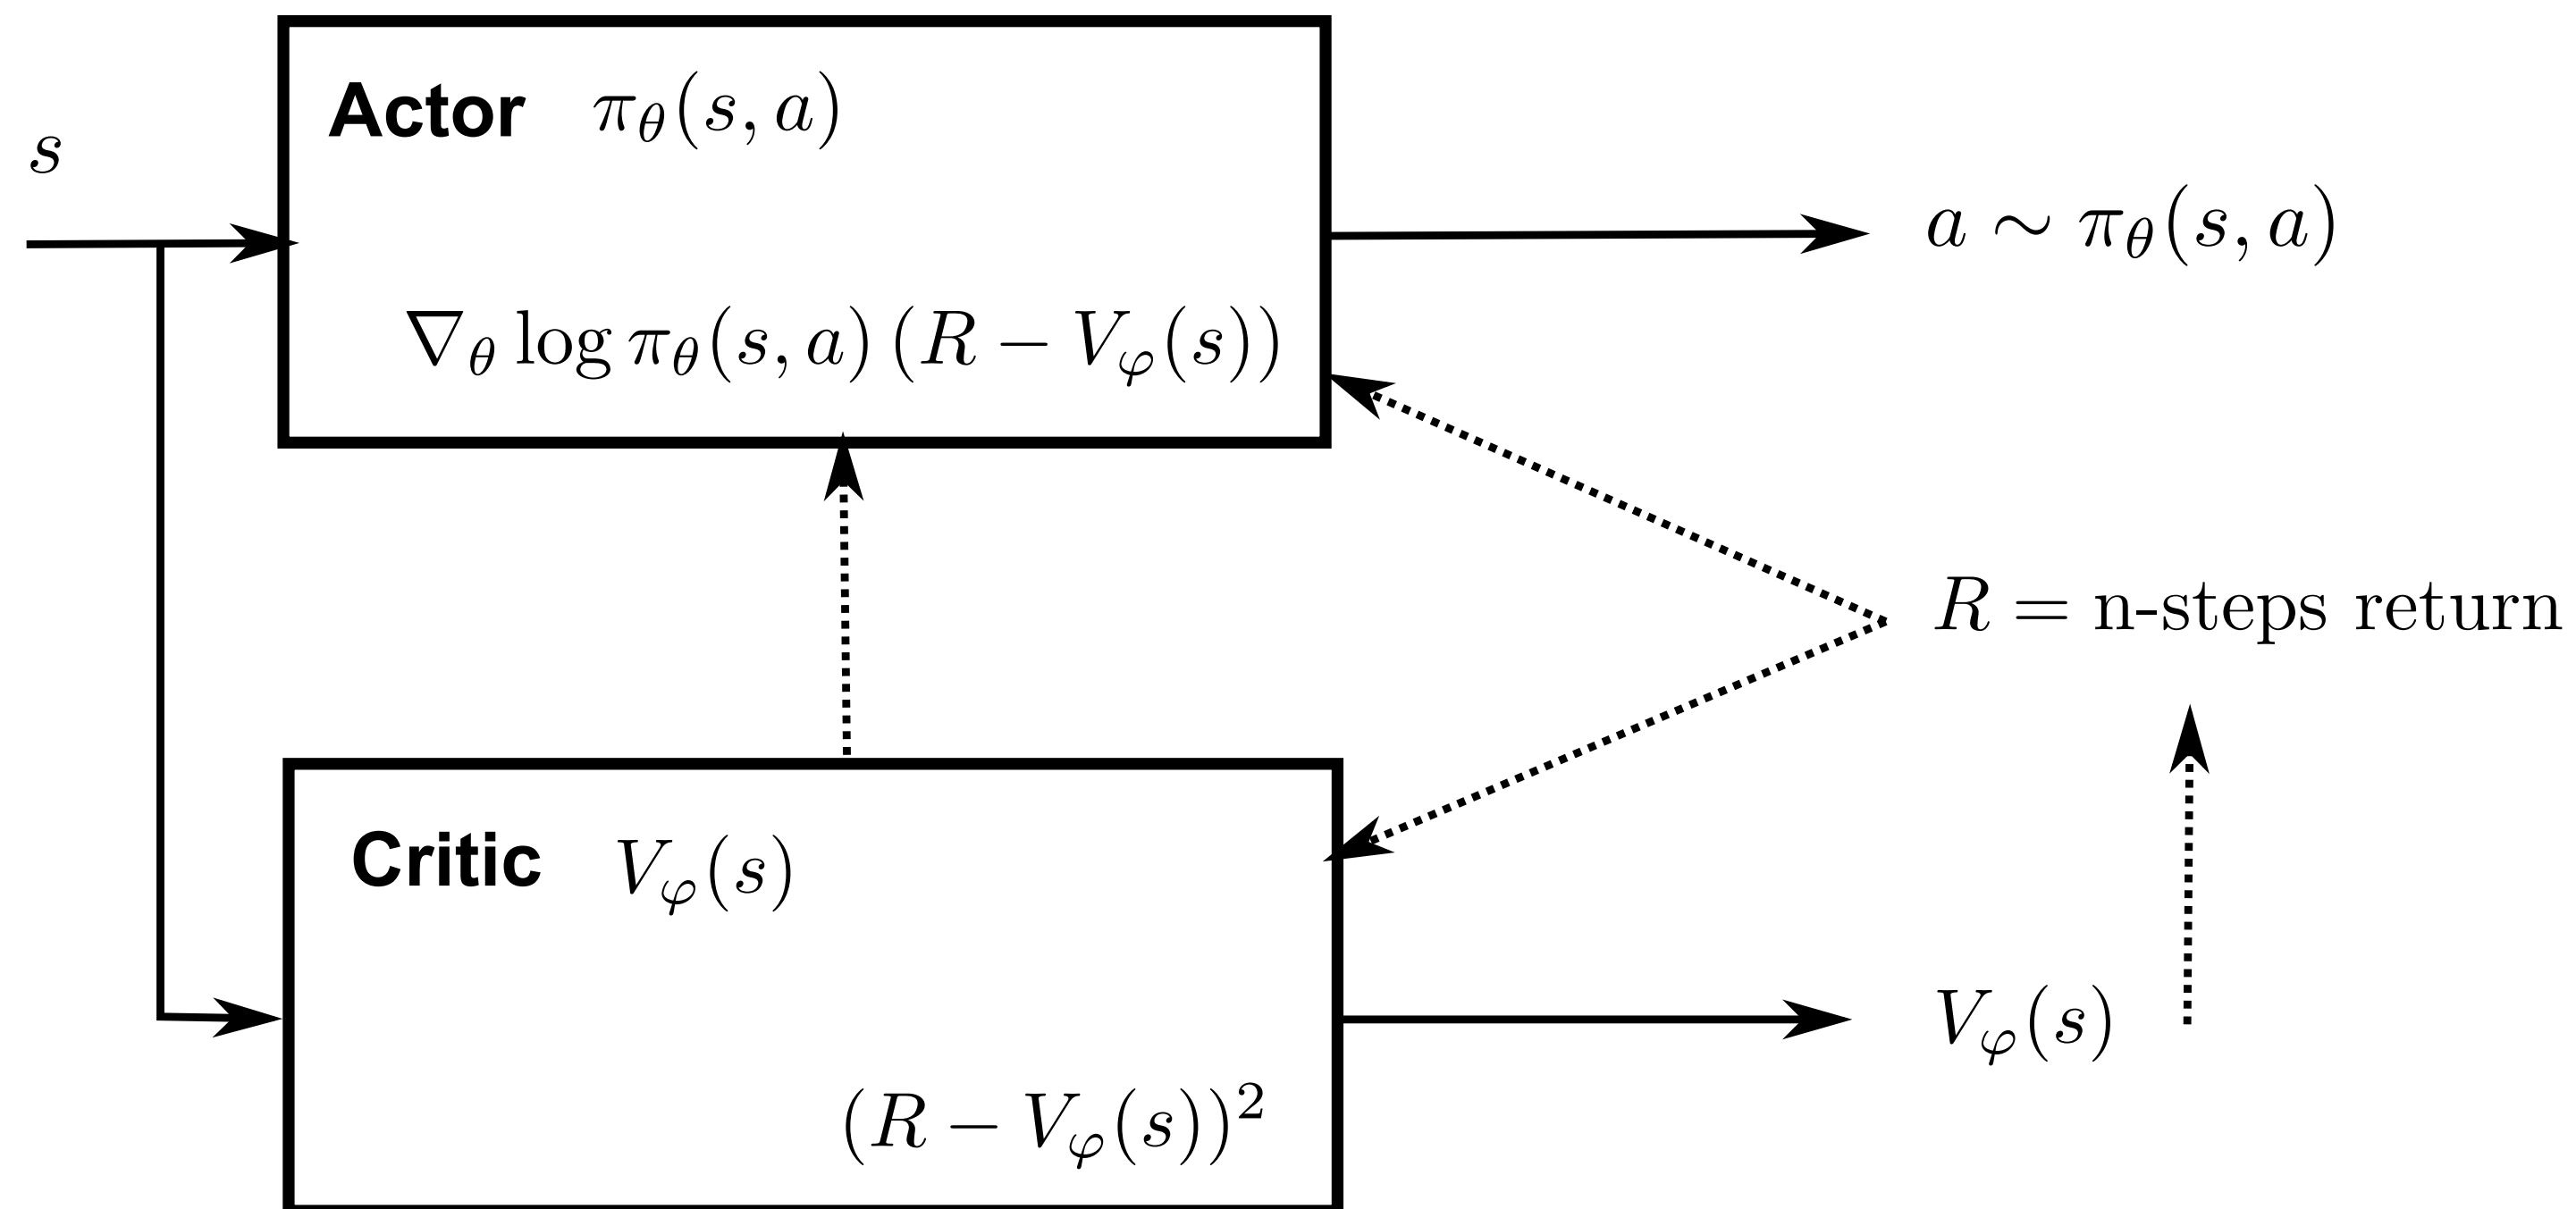 Actor π_θ(s, a)
s
a ∼ π_θ(s, a)
∇_θ log π_θ(s, a) (R − V_φ(s))
R = n-steps return
Critic V_φ(s)
V_φ(s)
(R − V_φ(s))²